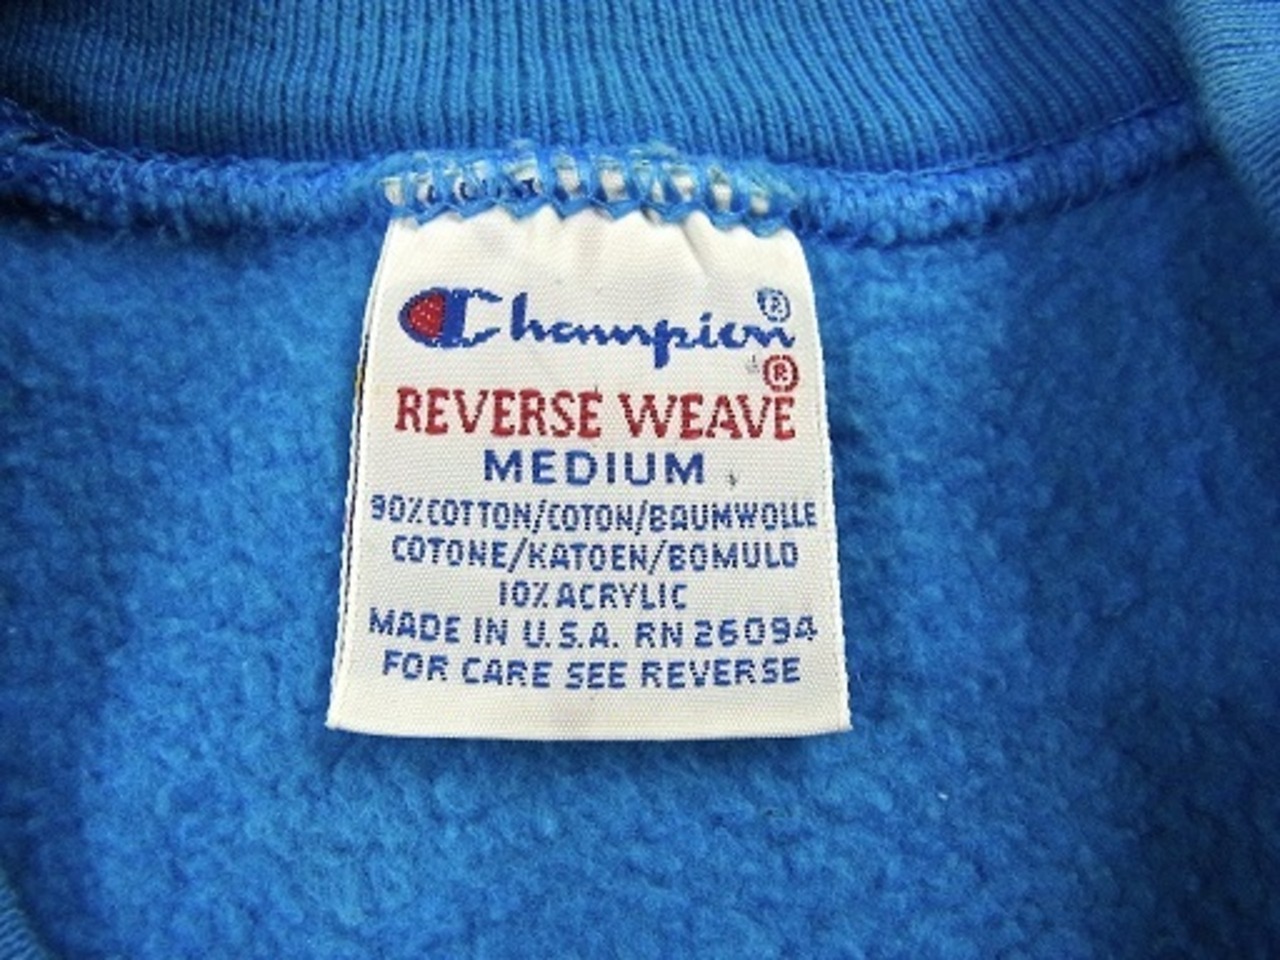 Champion®
REVERSE WEAVE®
MEDIUM
90% COTTON/COTON/BAUMWOLLE
COTONE/KATOEN/BOMULD
10% ACRYLIC
MADE IN U.S.A. RN 26094
FOR CARE SEE REVERSE